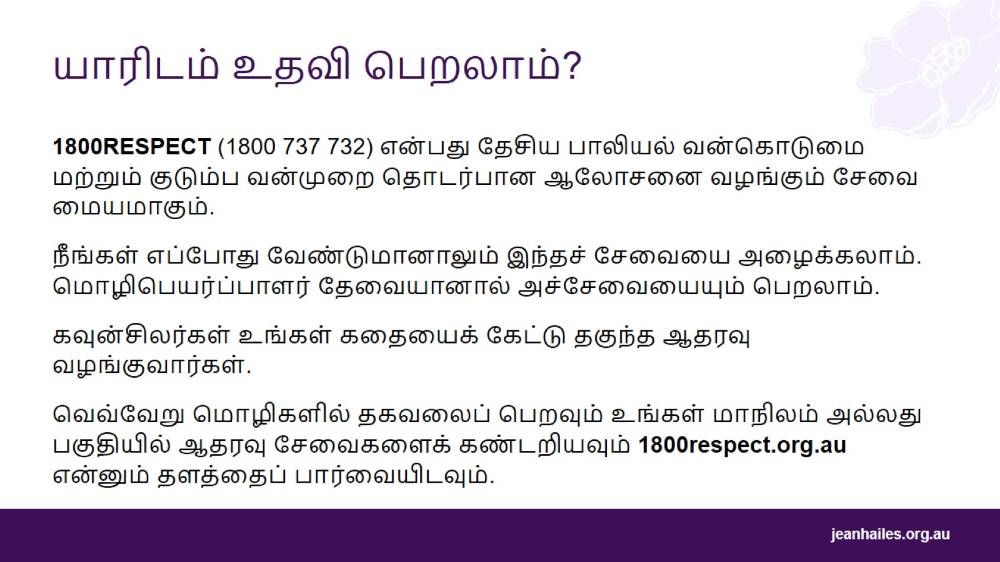 யாரிடம் உதவி பெறலாம்?
1800RESPECT (1800 737 732) என்பது தேசிய பாலியல் வன்கொடுமை
மற்றும் குடும்ப வன்முறை தொடர்பான ஆலோசனை வழங்கும் சேவை
மையமாகும்.
நீங்கள் எப்போது வேண்டுமானாலும் இந்தச் சேவையை அழைக்கலாம்.
மொழிபெயர்ப்பாளர் தேவையானால் அச்சேவையையும் பெறலாம்.
கவுன்சிலர்கள் உங்கள் கதையைக் கேட்டு தகுந்த ஆதரவு
வழங்குவார்கள்.
வெவ்வேறு மொழிகளில் தகவலைப் பெறவும் உங்கள் மாநிலம் அல்லது
பகுதியில் ஆதரவு சேவைகளைக் கண்டறியவும் 1800respect.org.au
என்னும் தளத்தைப் பார்வையிடவும்.
jeanhailes.org.au